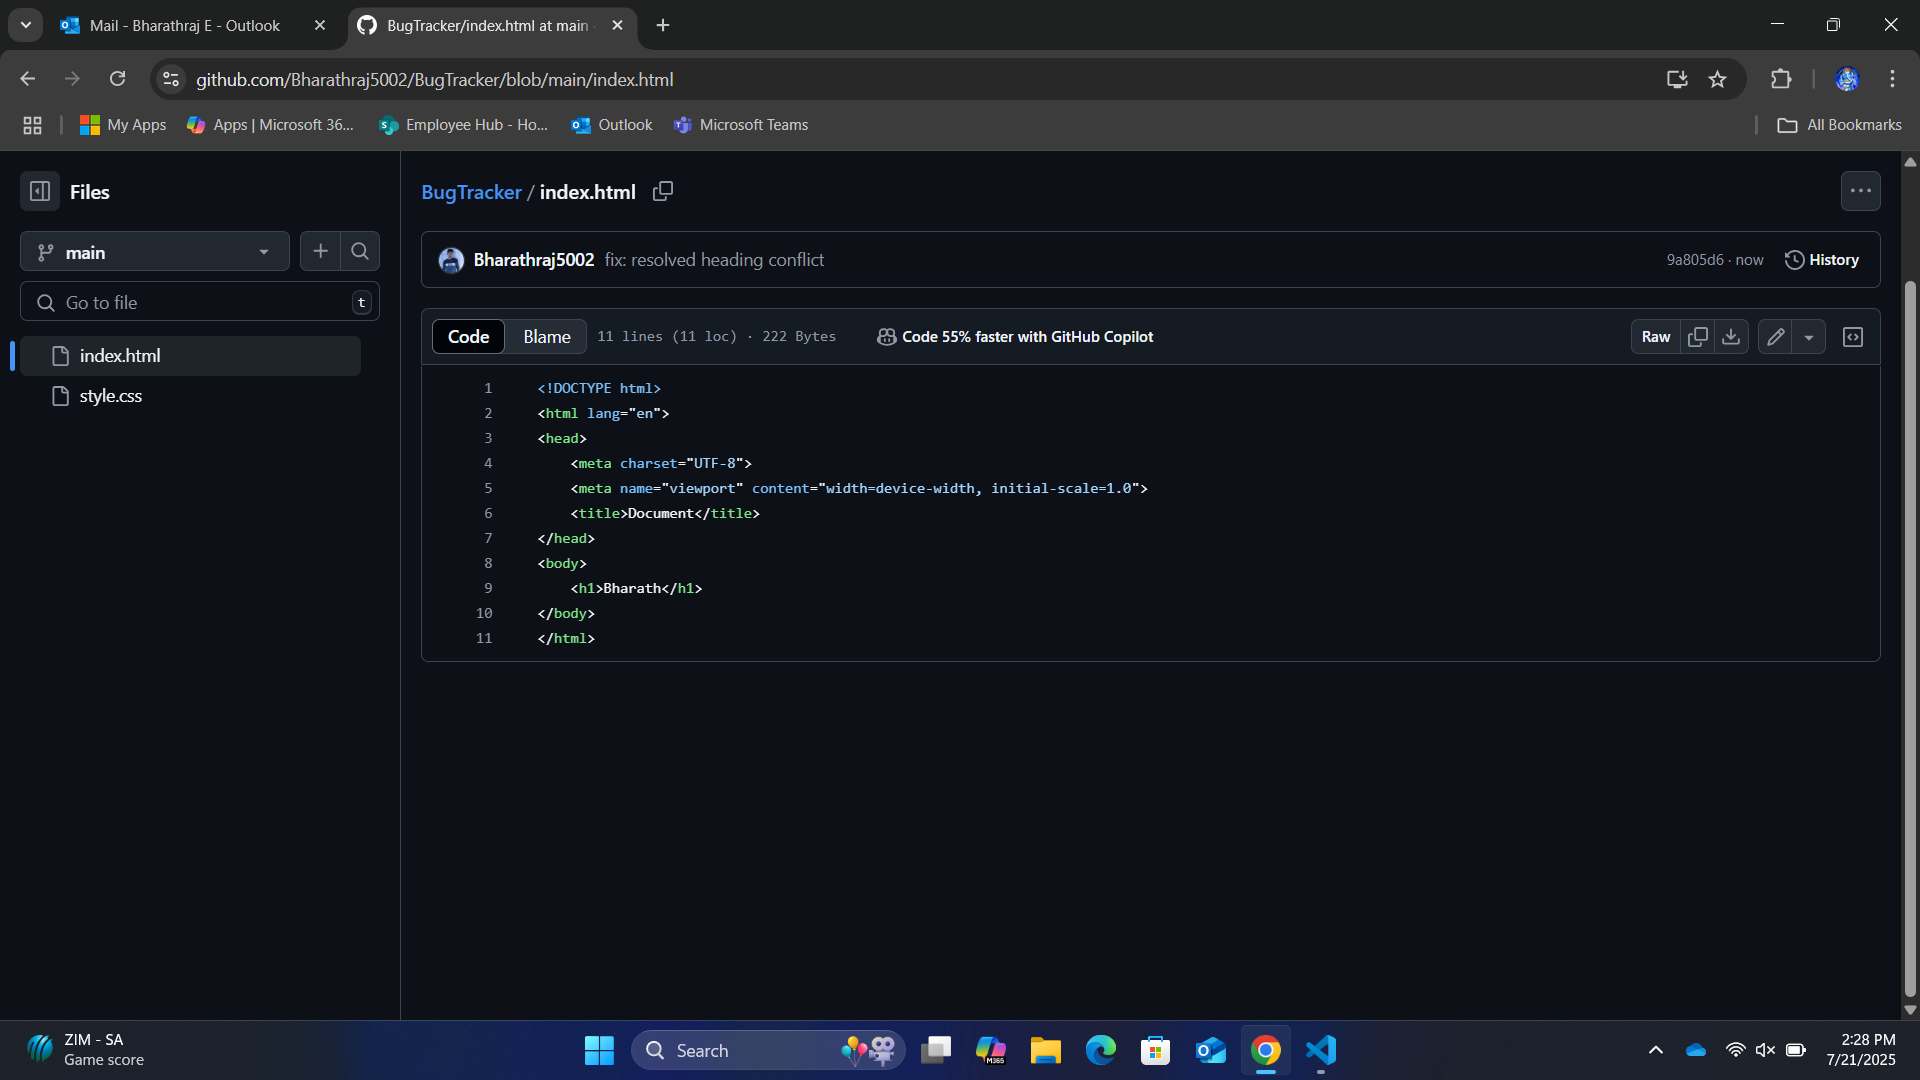 Mail - Bharathraj E - Outlook
BugTracker/index.html at main
github.com/Bharathraj5002/BugTracker/blob/main/index.html
My Apps
Apps | Microsoft 36...
Employee Hub - Ho...
Outlook
Microsoft Teams
All Bookmarks
Files
BugTracker / index.html
main
Bharathraj5002 fix: resolved heading conflict
9a805d6 · now
History
Go to file
t
Code
Blame
11 lines (11 loc) · 222 Bytes
Code 55% faster with GitHub Copilot
Raw
index.html
style.css
1 <!DOCTYPE html>
2 <html lang="en">
3 <head>
4     <meta charset="UTF-8">
5     <meta name="viewport" content="width=device-width, initial-scale=1.0">
6     <title>Document</title>
7 </head>
8 <body>
9     <h1>Bharath</h1>
10 </body>
11 </html>
ZIM - SA
Game score
Search
M365
2:28 PM
7/21/2025